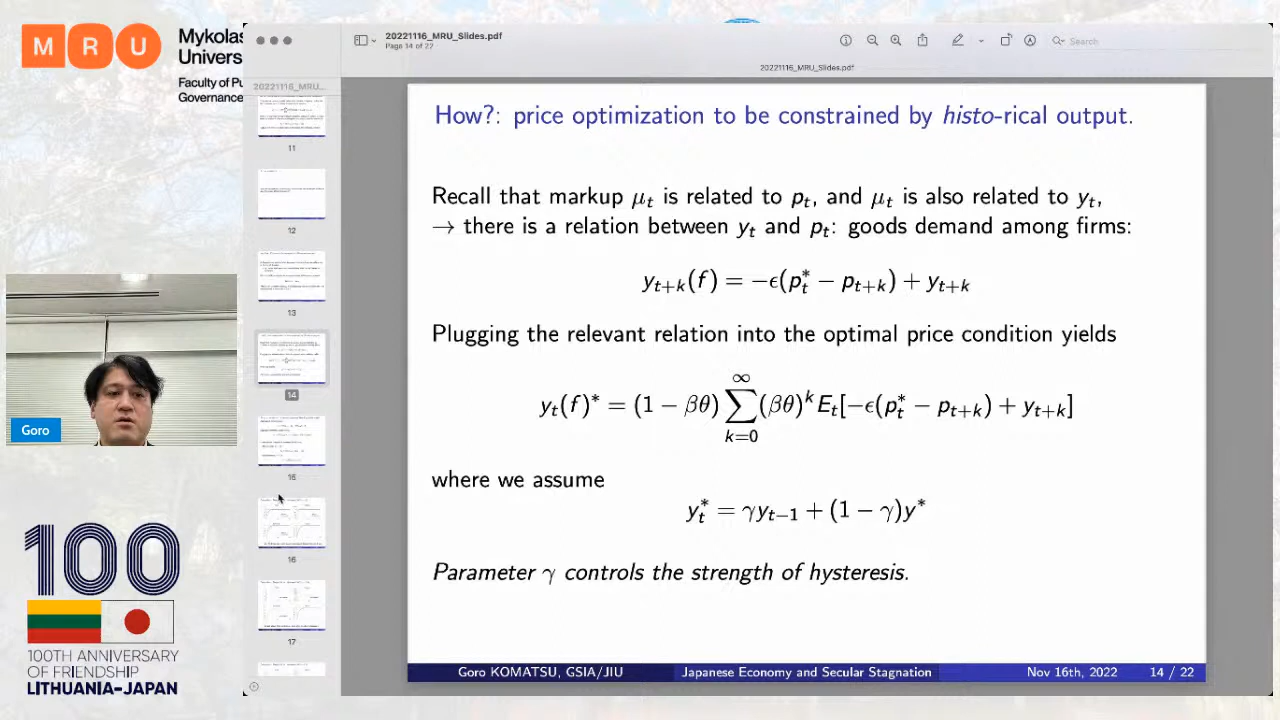 MRU
Mykolas
Univers
Faculty of Pu
Governance
20221116_MRU_Slides.pdf
Page 14 of 22
Search
20221116_MRU_Slides.pdf
20221116_MRU...
11
12
13
14
15
16
17
How?: price optimization to be constrained by histo-rical output.
Recall that markup μ_t is related to p_t, and μ_t is also related to y_t,
→ there is a relation between y_t and p_t: goods demand among firms:
y_{t+k}(f) = −ϵ(p_t^* − p_{t+k}) + y_{t+k}
Plugging the relevant relation into the optimal price condition yields
y_t(f)^* = (1 − βθ) ∑_{k=0}^{∞} (βθ)^k E_t[−ϵ(p_t^* − p_{t+k}) + y_{t+k}]
where we assume
y_t^* = γy_{t−1} + (1 − γ)y^*
Parameter γ controls the strength of hysteresis.
Goro KOMATSU, GSIA/JIU
Japanese Economy and Secular Stagnation
Nov 16th, 2022
14 / 22
Goro
100
100TH ANNIVERSARY
OF FRIENDSHIP
LITHUANIA-JAPAN